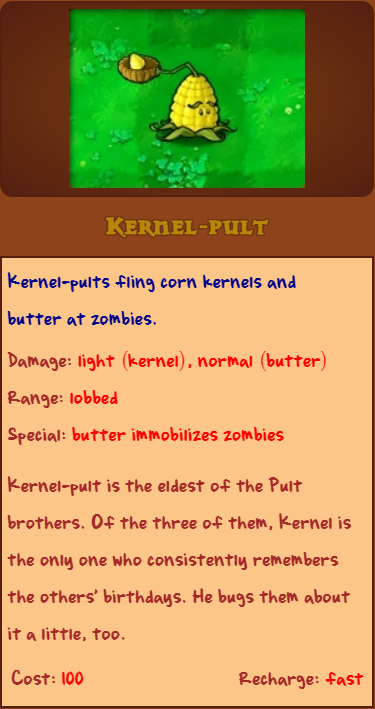 Kernel-pult
Kernel-pults fling corn kernels and
butter at zombies.
Damage: light (kernel), normal (butter)
Range: lobbed
Special: butter immobilizes zombies
Kernel-pult is the eldest of the Pult
brothers. Of the three of them, Kernel is
the only one who consistently remembers
the others' birthdays. He bugs them about
it a little, too.
Cost: 100 Recharge: fast